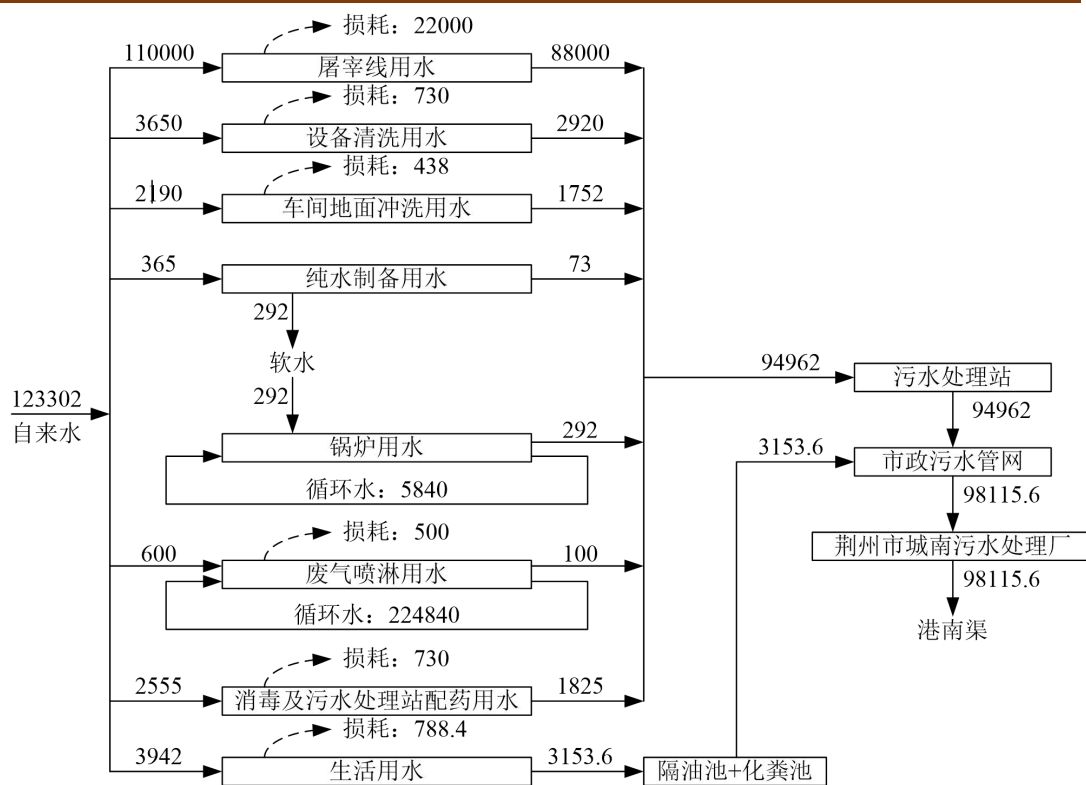 损耗：22000
110000
屠宰线用水
88000
损耗：730
3650
设备清洗用水
2920
损耗：438
2190
车间地面冲洗用水
1752
365
纯水制备用水
73
292
软水
292
123302
自来水
锅炉用水
292
循环水：5840
损耗：500
600
废气喷淋用水
100
循环水：224840
损耗：730
2555
消毒及污水处理站配药用水
1825
损耗：788.4
3942
生活用水
3153.6
隔油池+化粪池
94962
污水处理站
94962
3153.6
市政污水管网
98115.6
荆州市城南污水处理厂
98115.6
港南渠